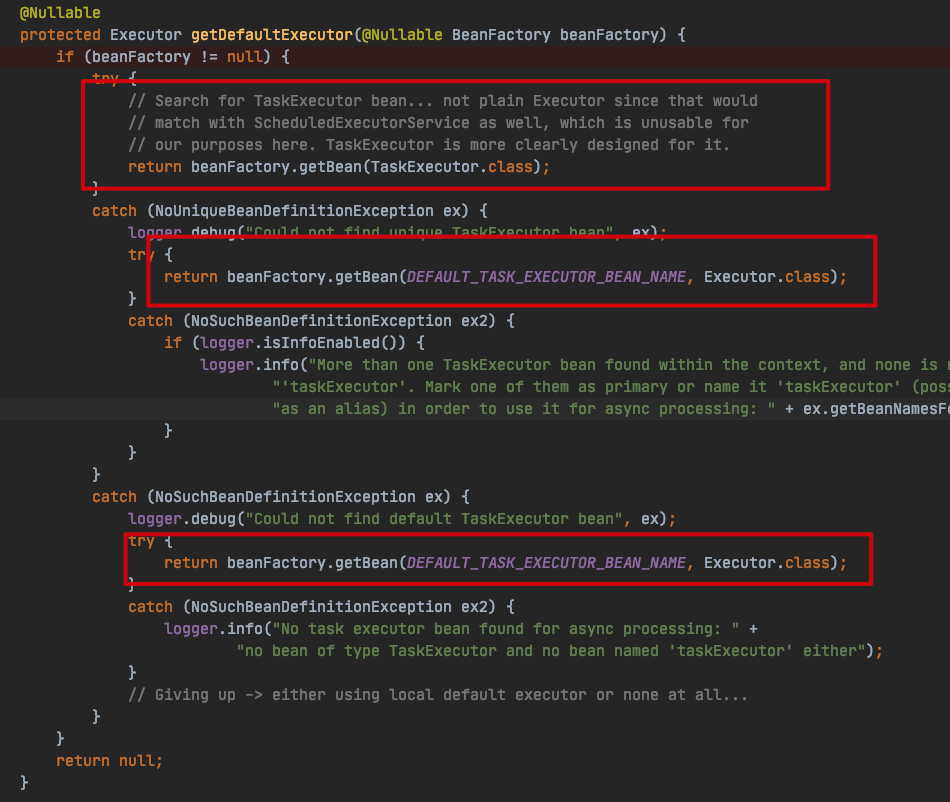 @Nullable
protected Executor getDefaultExecutor(@Nullable BeanFactory beanFactory) {
    if (beanFactory != null) {
        try {
            // Search for TaskExecutor bean... not plain Executor since that would
            // match with ScheduledExecutorService as well, which is unusable for
            // our purposes here. TaskExecutor is more clearly designed for it.
            return beanFactory.getBean(TaskExecutor.class);
        }
        catch (NoUniqueBeanDefinitionException ex) {
            logger.debug("Could not find unique TaskExecutor bean", ex);
            try {
                return beanFactory.getBean(DEFAULT_TASK_EXECUTOR_BEAN_NAME, Executor.class);
            }
            catch (NoSuchBeanDefinitionException ex2) {
                if (logger.isInfoEnabled()) {
                    logger.info("More than one TaskExecutor bean found within the context, and none is
                            "'taskExecutor'. Mark one of them as primary or name it 'taskExecutor' (pos
                            "as an alias) in order to use it for async processing: " + ex.getBeanNamesF
                }
            }
        }
        catch (NoSuchBeanDefinitionException ex) {
            logger.debug("Could not find default TaskExecutor bean", ex);
            try {
                return beanFactory.getBean(DEFAULT_TASK_EXECUTOR_BEAN_NAME, Executor.class);
            }
            catch (NoSuchBeanDefinitionException ex2) {
                logger.info("No task executor bean found for async processing: " +
                        "no bean of type TaskExecutor and no bean named 'taskExecutor' either");
            }
            // Giving up -> either using local default executor or none at all...
        }
    }
    return null;
}